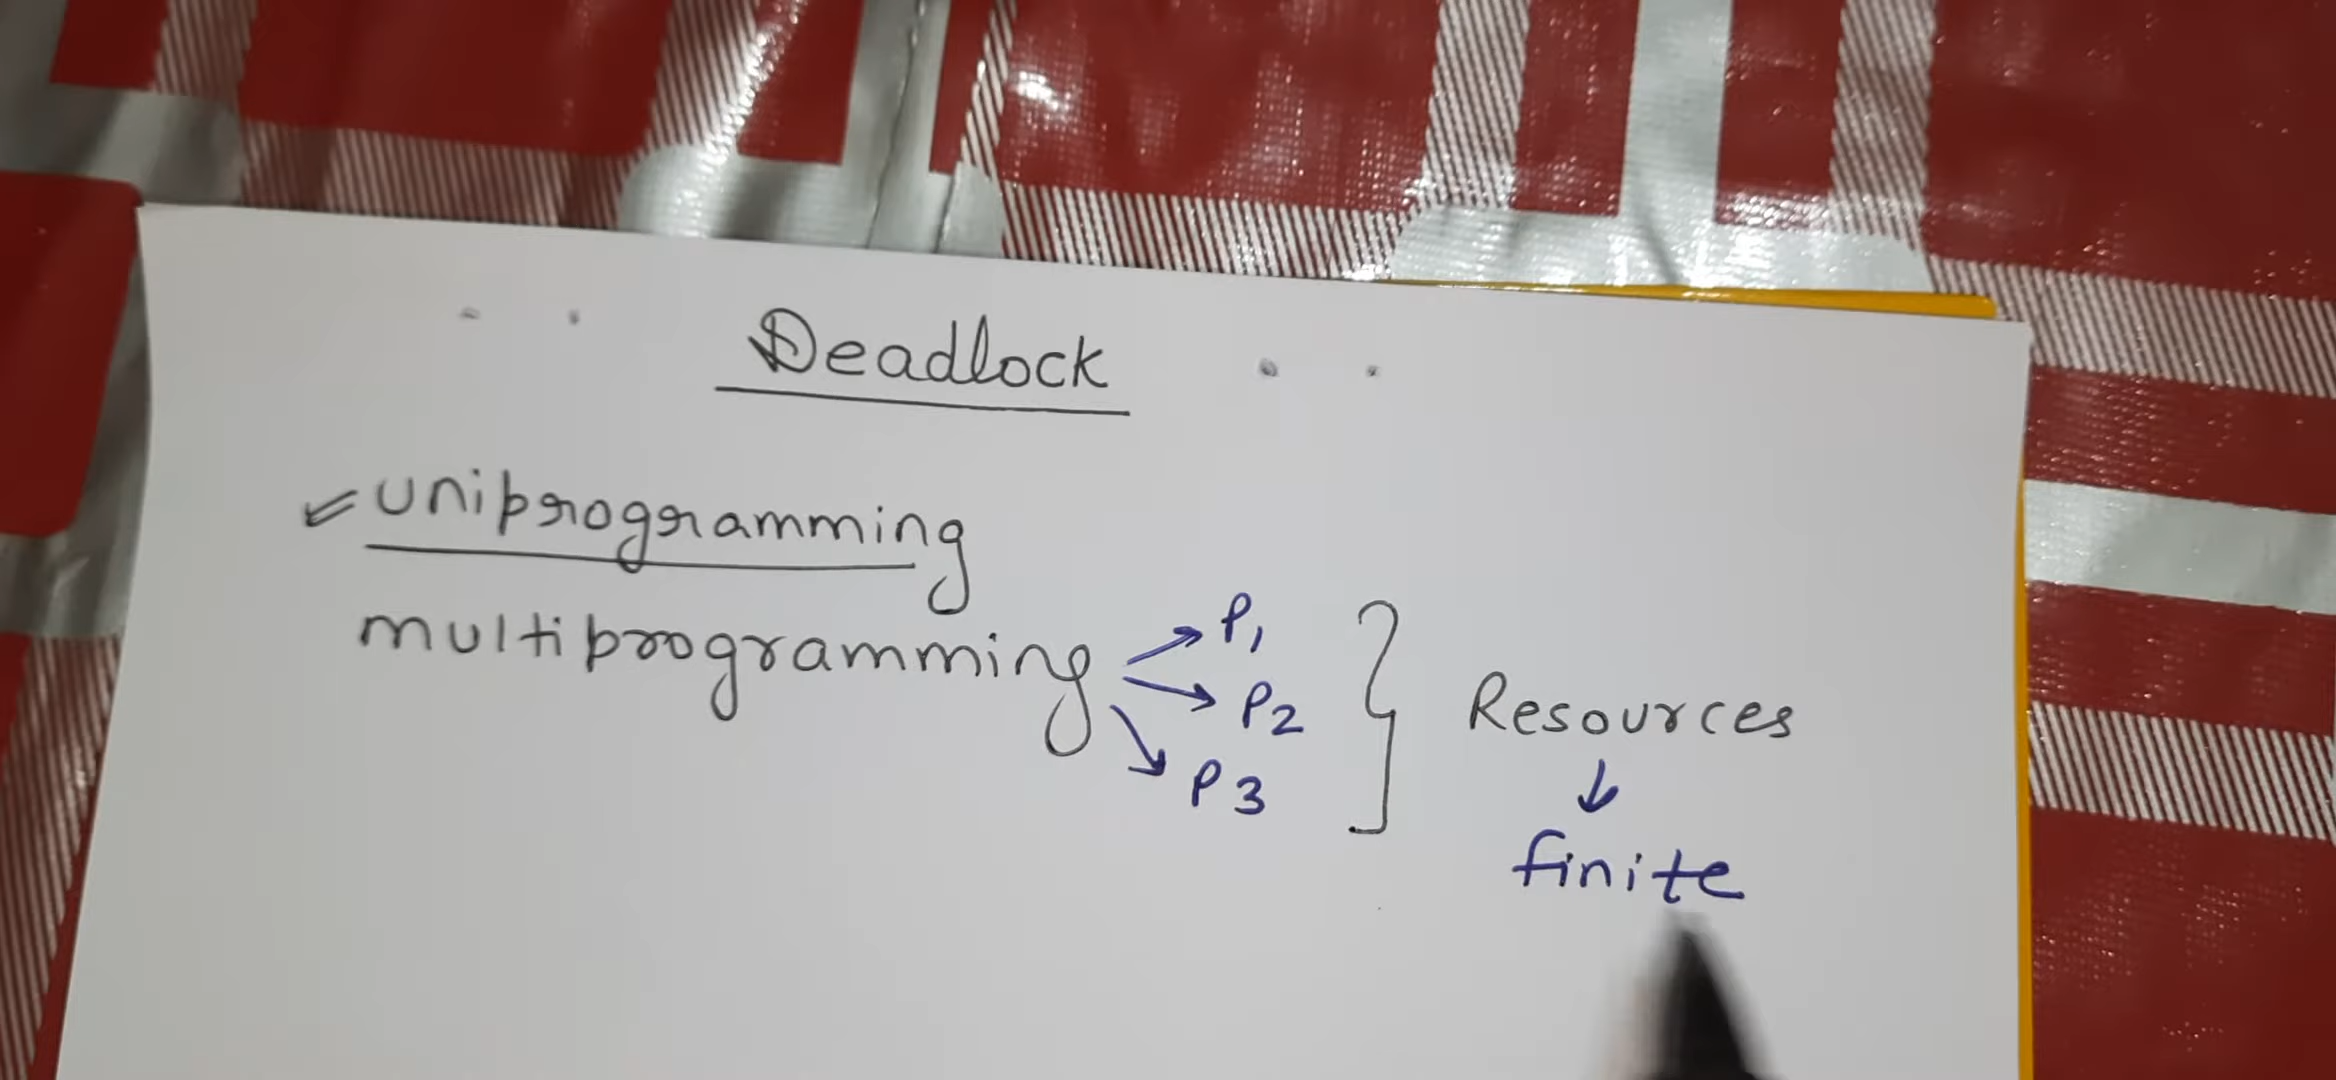 Deadlock
uniprogramming
multiprogramming
P1
P2
P3
Resources
finite